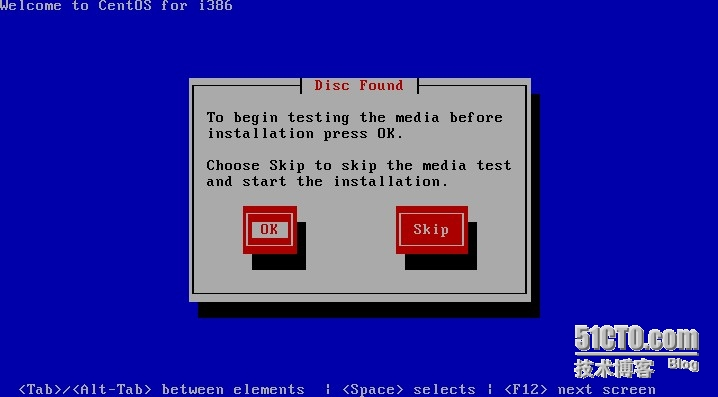 Welcome to CentOS for i386
Disc Found
To begin testing the media before
installation press OK.
Choose Skip to skip the media test
and start the installation.
OK
Skip
51CTO.com
技术博客 Blog
<Tab>/<Alt-Tab> between elements | <Space> selects | <F12> next screen